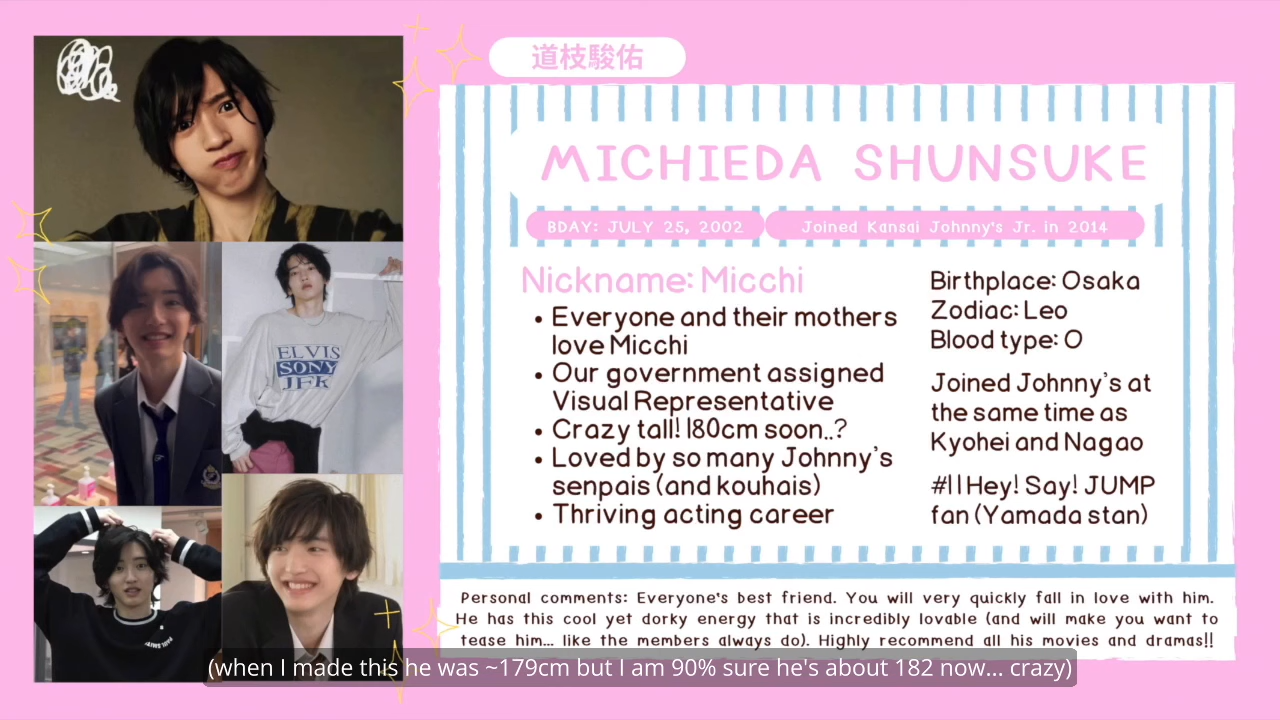 道枝駿佑
MICHIEDA SHUNSUKE
BDAY: JULY 25, 2002
Joined Kansai Johnny's Jr. in 2014
Nickname: Micchi
• Everyone and their mothers
love Micchi
• Our government assigned
Visual Representative
• Crazy tall! 180cm soon..?
• Loved by so many Johnny's
senpais (and kouhais)
• Thriving acting career
Birthplace: Osaka
Zodiac: Leo
Blood type: O
Joined Johnny's at
the same time as
Kyohei and Nagao
#1 Hey! Say! JUMP
fan (Yamada stan)
ELVIS
SONY
JFK
Personal comments: Everyone's best friend. You will very quickly fall in love with him.
He has this cool yet dorky energy that is incredibly lovable (and will make you want to
tease him... like the members always do). Highly recommend all his movies and dramas!!
(when I made this he was ~179cm but I am 90% sure he's about 182 now... crazy)